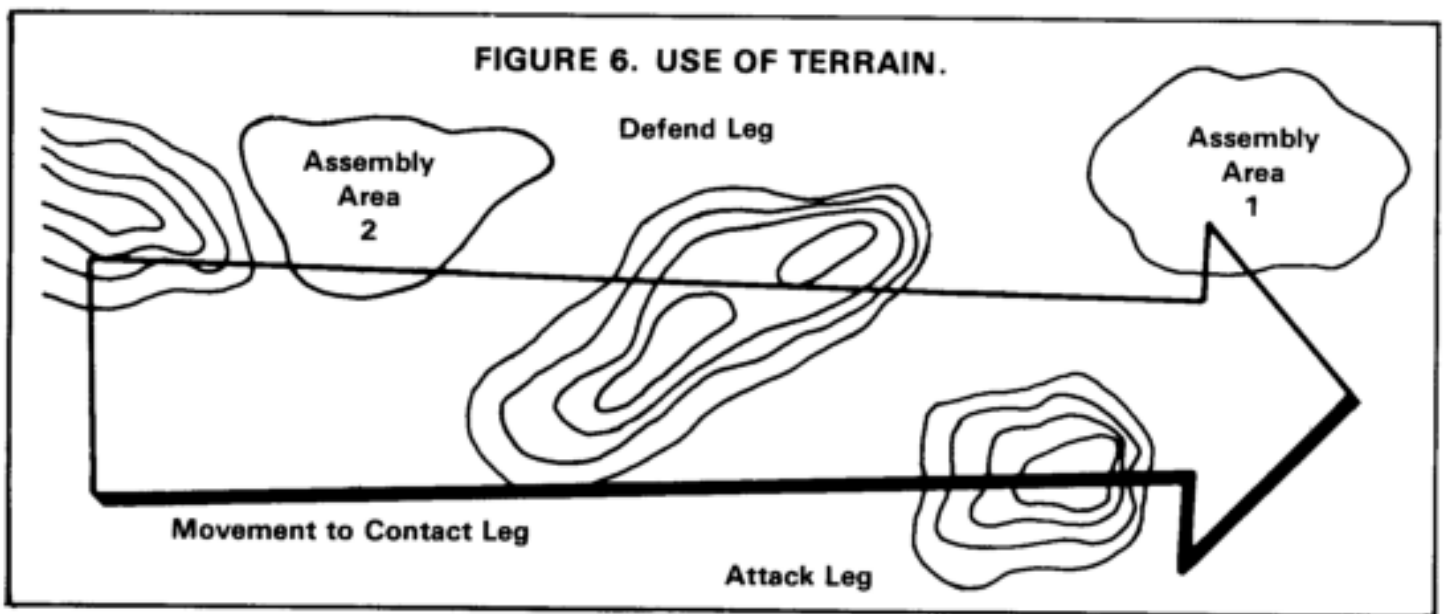 FIGURE 6. USE OF TERRAIN.
Defend Leg
Assembly
Area
2
Assembly
Area
1
Movement to Contact Leg
Attack Leg